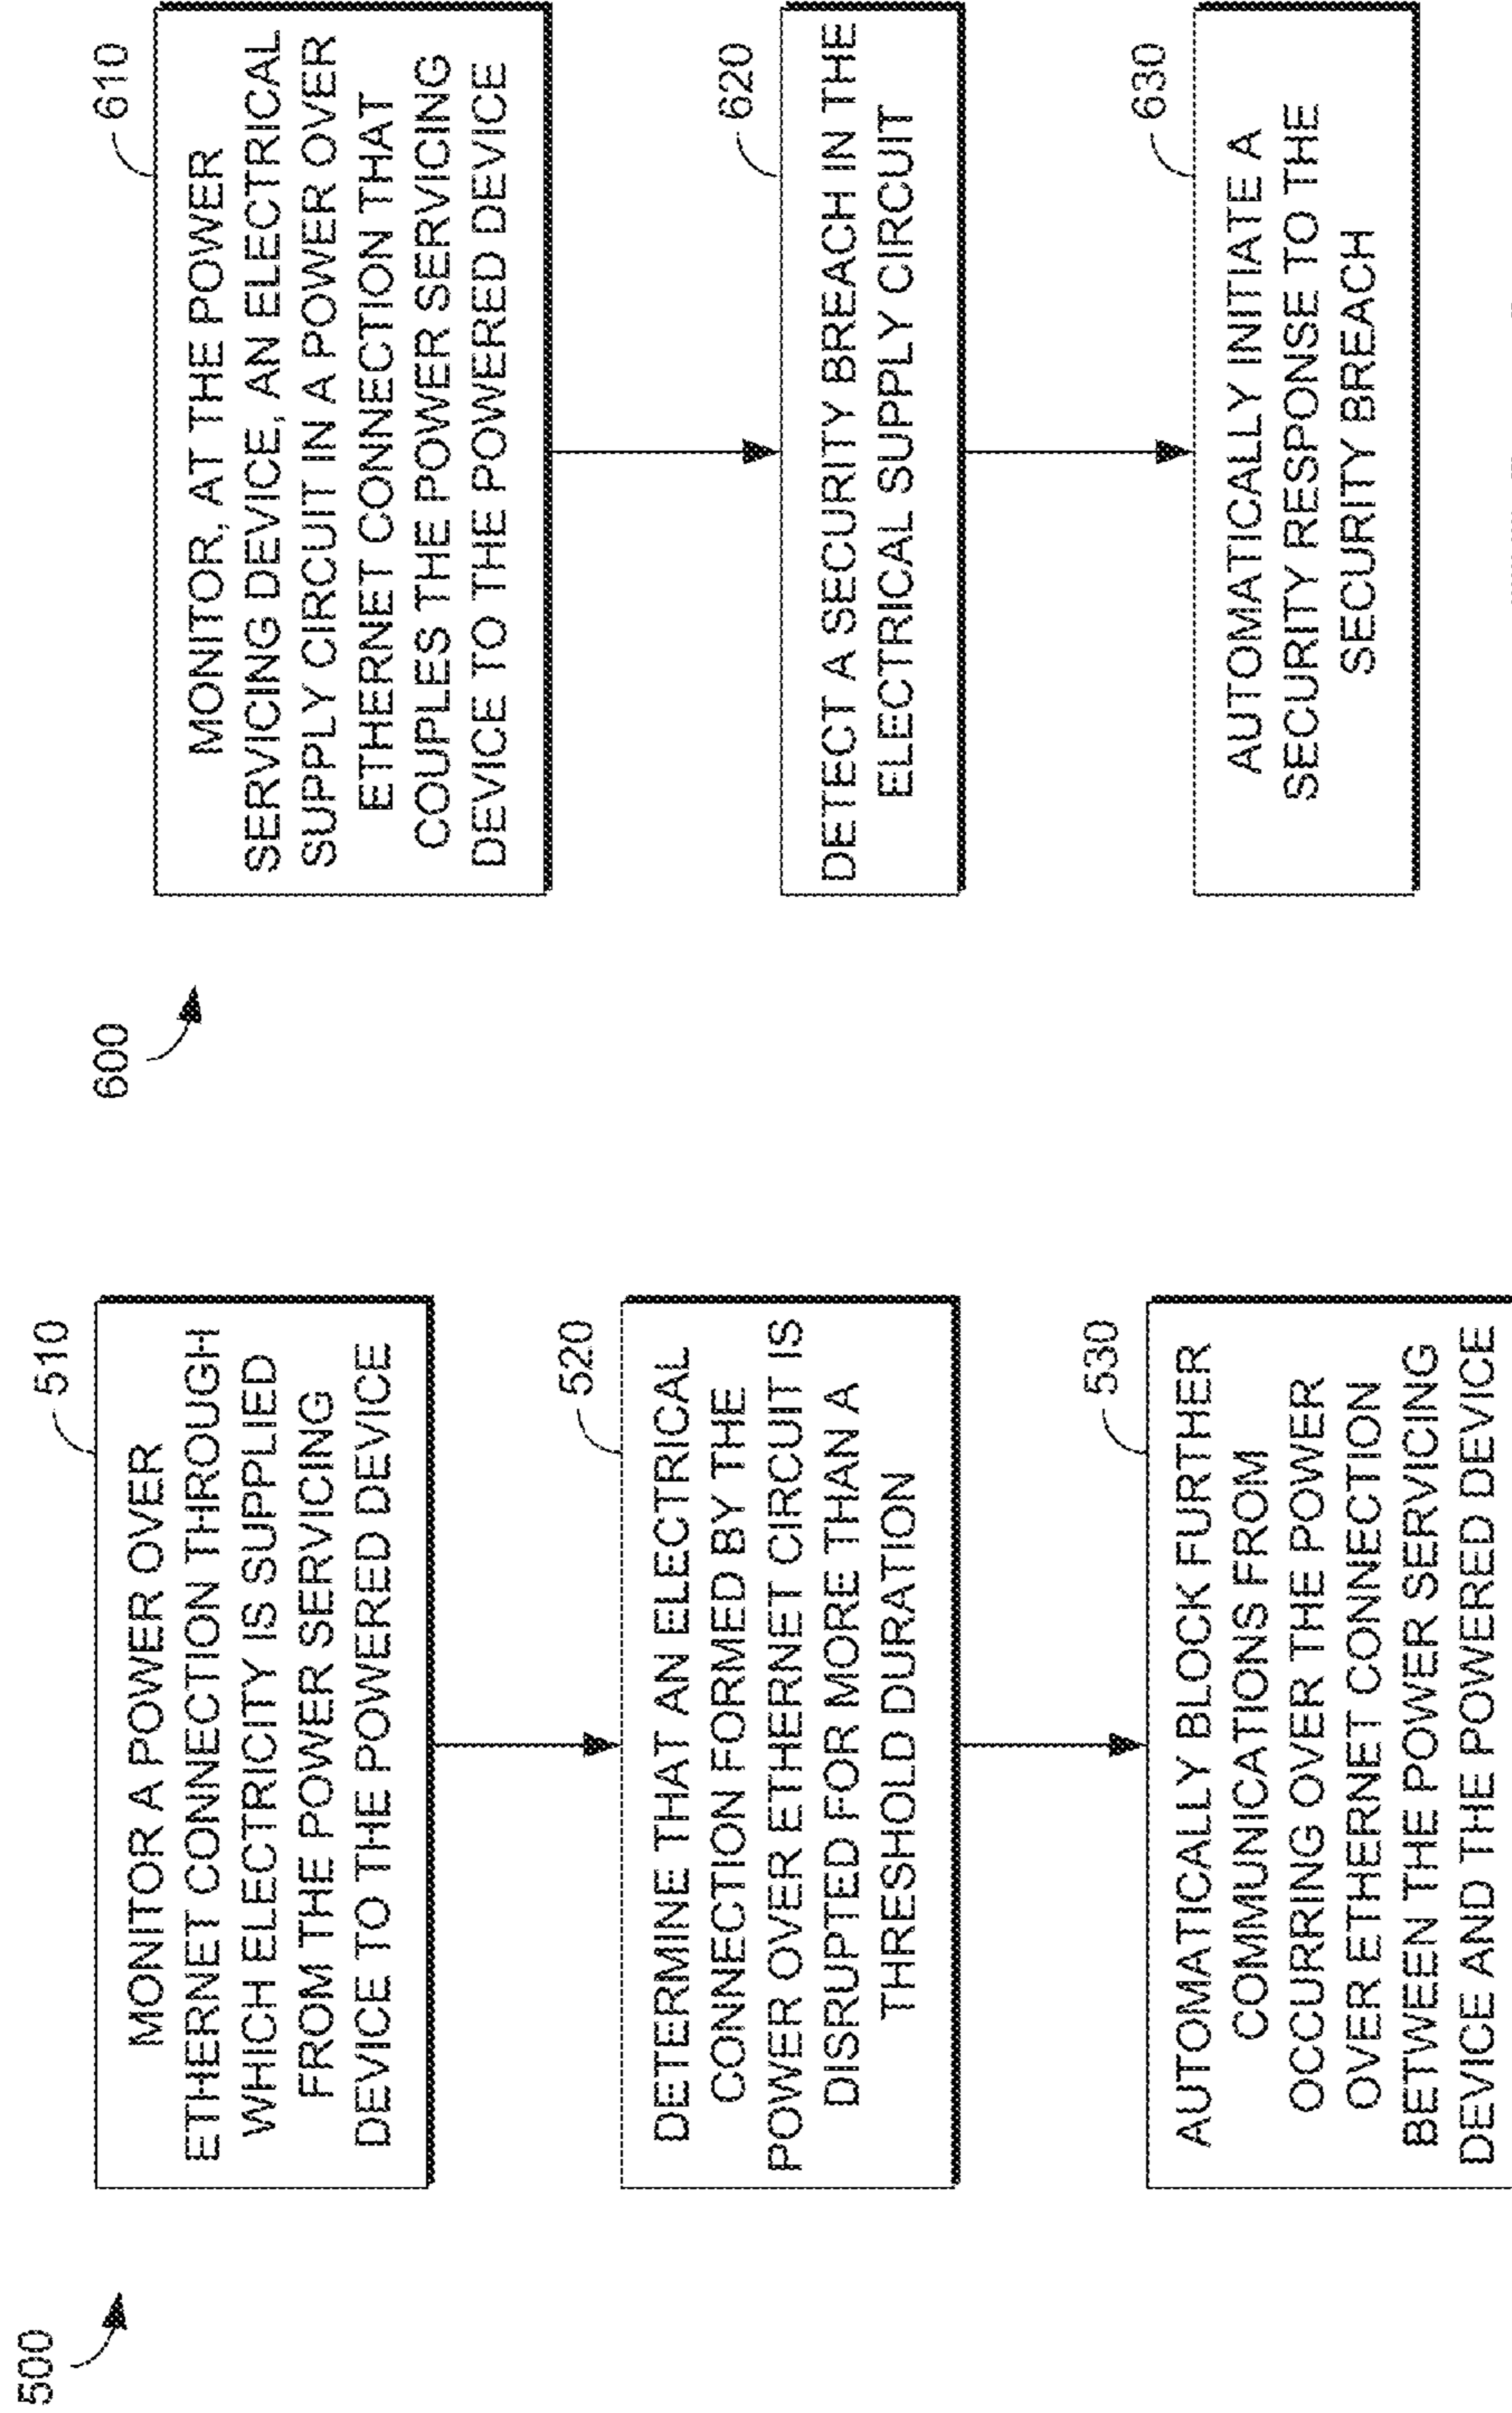 500
510
MONITOR A POWER OVER
ETHERNET CONNECTION THROUGH
WHICH ELECTRICITY IS SUPPLIED
FROM THE POWER SERVICING
DEVICE TO THE POWERED DEVICE
520
DETERMINE THAT AN ELECTRICAL
CONNECTION FORMED BY THE
POWER OVER ETHERNET CIRCUIT IS
DISRUPTED FOR MORE THAN A
THRESHOLD DURATION
530
AUTOMATICALLY BLOCK FURTHER
COMMUNICATIONS FROM
OCCURRING OVER THE POWER
OVER ETHERNET CONNECTION
BETWEEN THE POWER SERVICING
DEVICE AND THE POWERED DEVICE
600
610
MONITOR, AT THE POWER
SERVICING DEVICE, AN ELECTRICAL
SUPPLY CIRCUIT IN A POWER OVER
ETHERNET CONNECTION THAT
COUPLES THE POWER SERVICING
DEVICE TO THE POWERED DEVICE
620
DETECT A SECURITY BREACH IN THE
ELECTRICAL SUPPLY CIRCUIT
630
AUTOMATICALLY INITIATE A
SECURITY RESPONSE TO THE
SECURITY BREACH